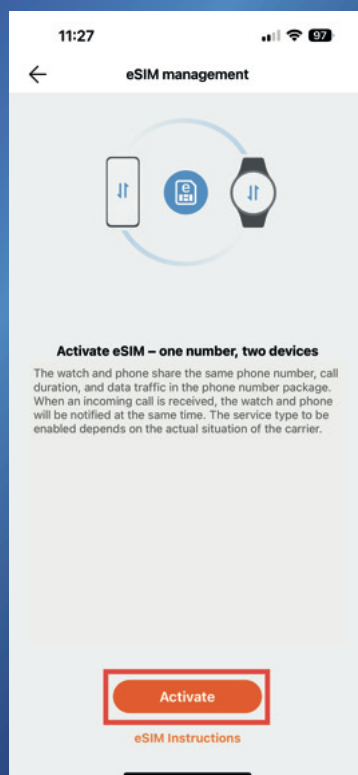 11:27
97
eSIM management
e
Activate eSIM – one number, two devices
The watch and phone share the same phone number, call
duration, and data traffic in the phone number package.
When an incoming call is received, the watch and phone
will be notified at the same time. The service type to be
enabled depends on the actual situation of the carrier.
Activate
eSIM Instructions